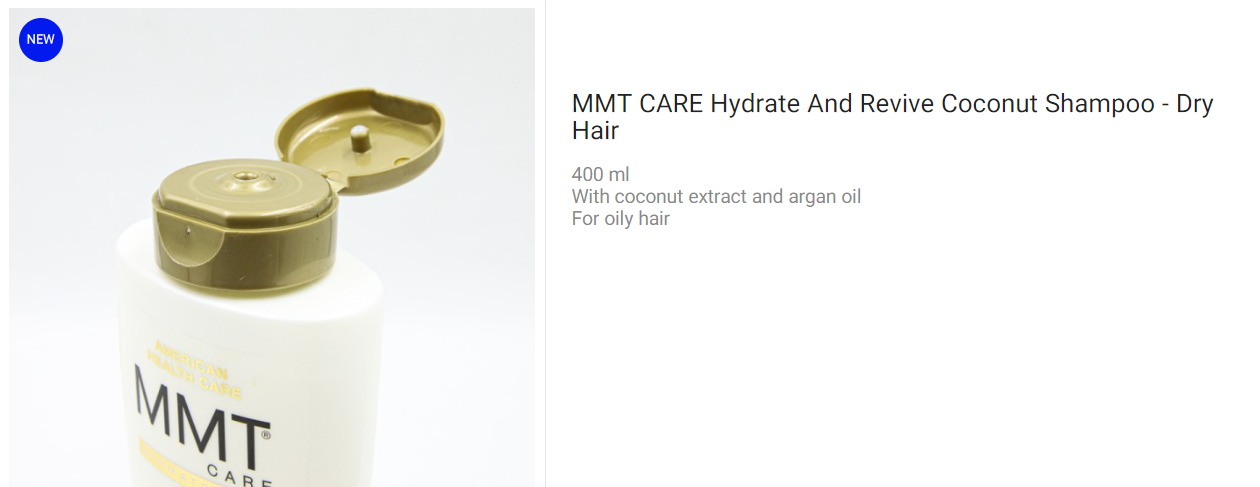 NEW
AMERICAN
HEALTH CARE
MMT®
CARE
MMT CARE Hydrate And Revive Coconut Shampoo - Dry
Hair
400 ml
With coconut extract and argan oil
For oily hair